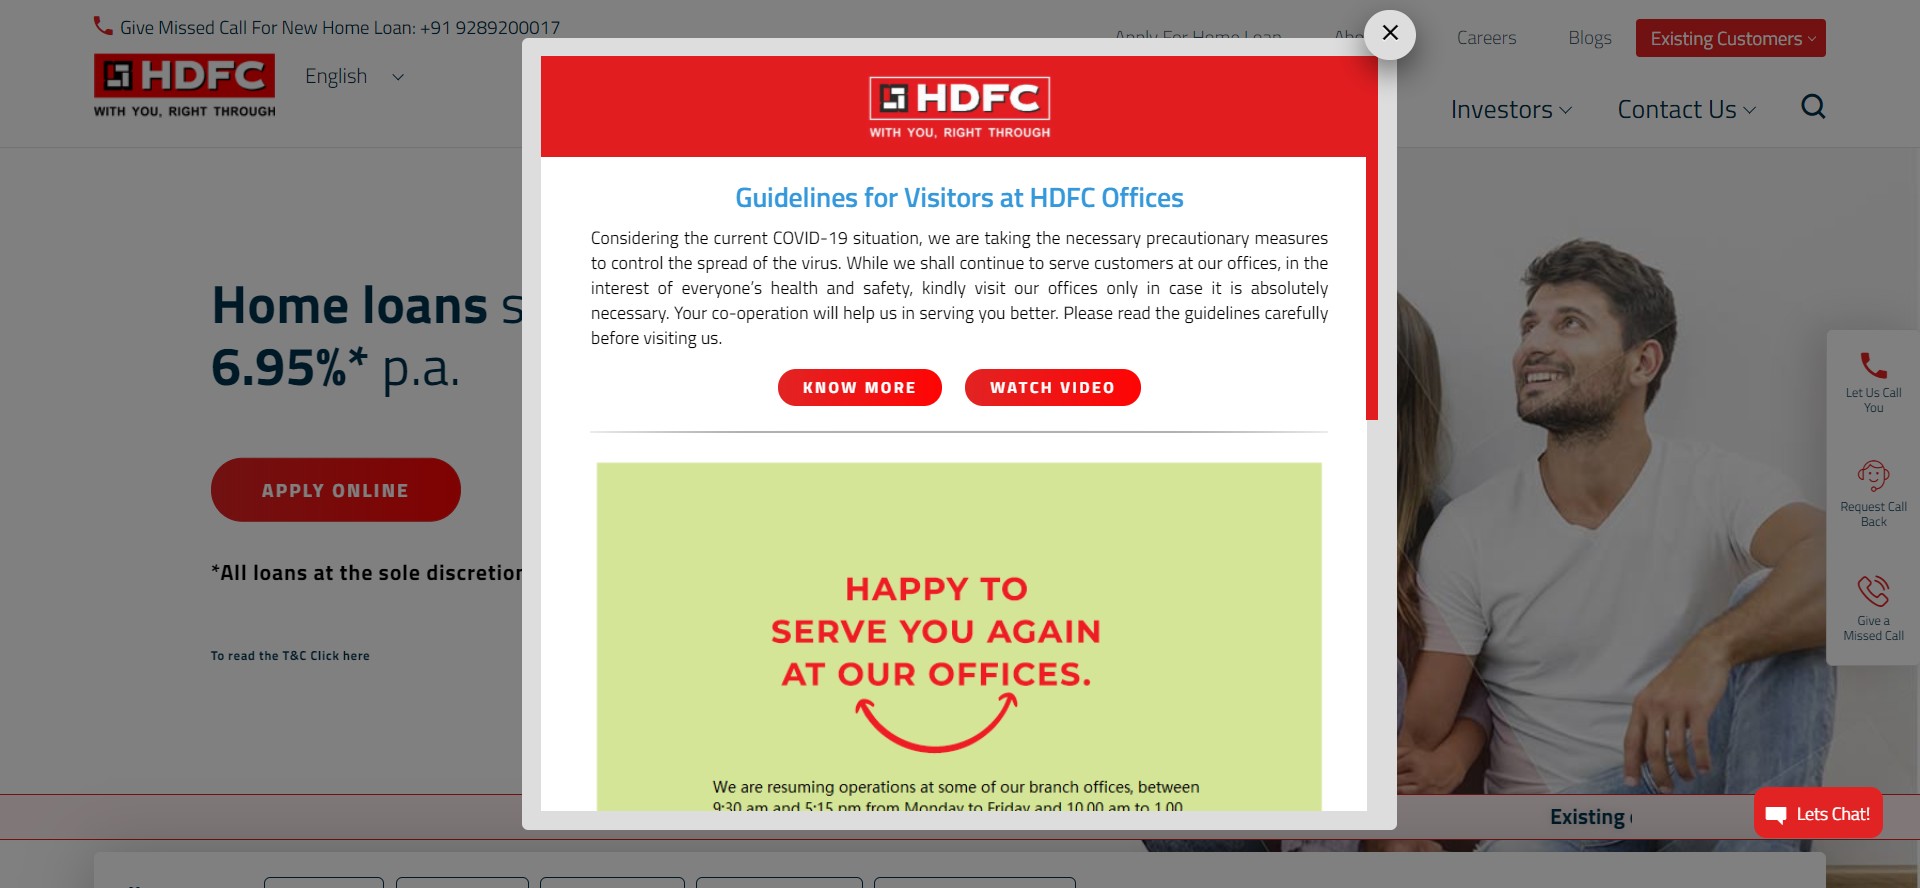 Give Missed Call For New Home Loan: +91 9289200017
Apply For Home Loan
Careers
Blogs
Existing Customers
HDFC
WITH YOU, RIGHT THROUGH
English
Investors
Contact Us
HDFC
WITH YOU, RIGHT THROUGH
Guidelines for Visitors at HDFC Offices
Considering the current COVID-19 situation, we are taking the necessary precautionary measures
to control the spread of the virus. While we shall continue to serve customers at our offices, in the
interest of everyone's health and safety, kindly visit our offices only in case it is absolutely
necessary. Your co-operation will help us in serving you better. Please read the guidelines carefully
before visiting us.
KNOW MORE
WATCH VIDEO
HAPPY TO
SERVE YOU AGAIN
AT OUR OFFICES.
We are resuming operations at some of our branch offices, between
9:30 am and 5:15 pm from Monday to Friday and 10.00 am to 1.00
Home loans
6.95%* p.a.
APPLY ONLINE
*All loans at the sole discretion
To read the T&C Click here
Let Us Call
You
Request Call
Back
Give a
Missed Call
Existing
Lets Chat!